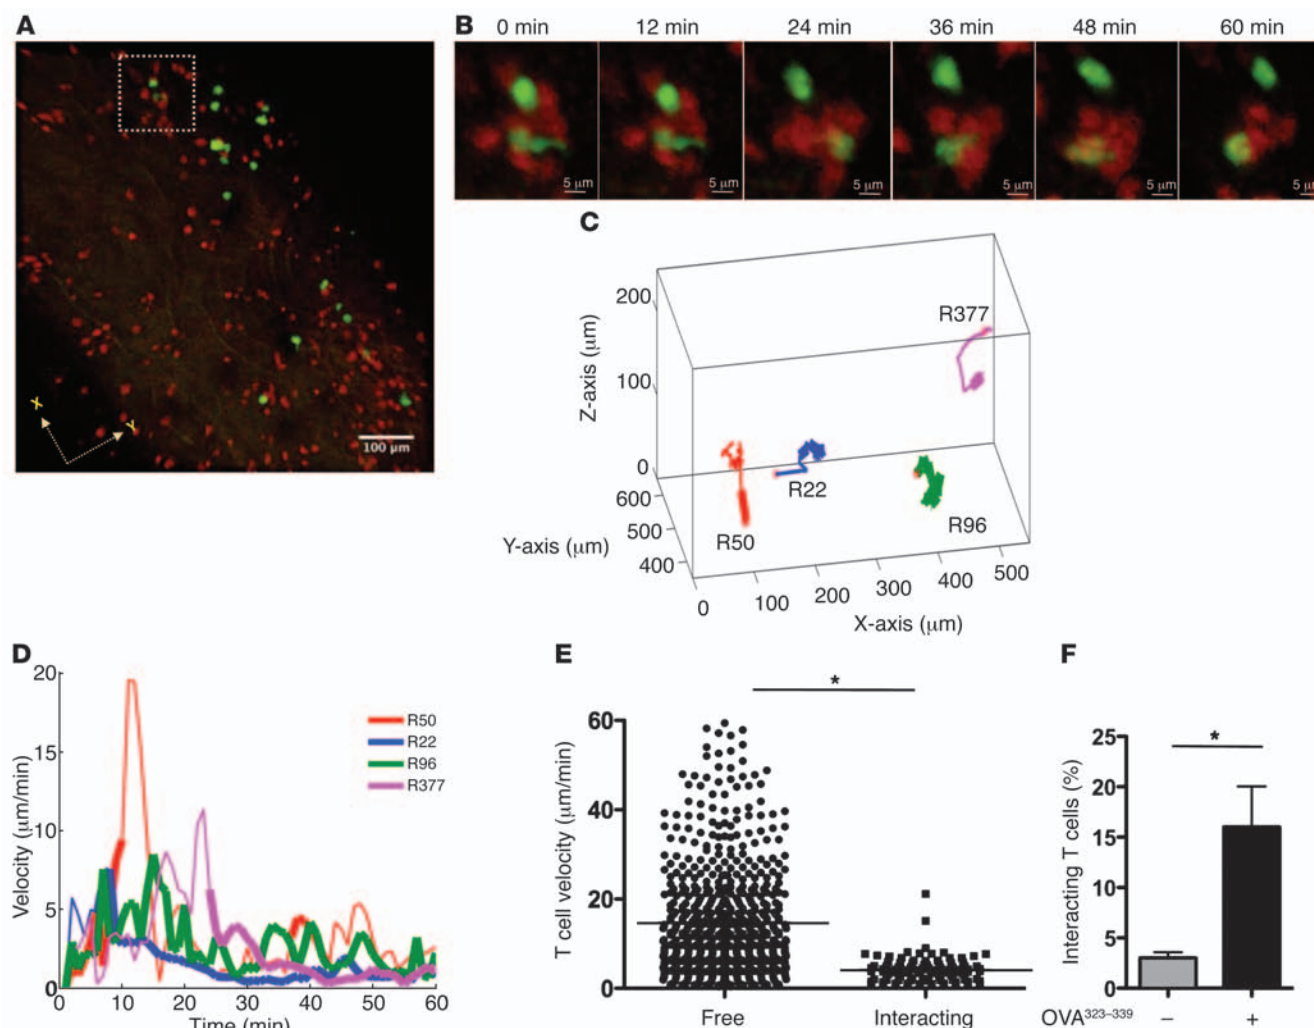 A
100 μm
X
Y
B
0 min 12 min 24 min 36 min 48 min 60 min
5 μm 5 μm 5 μm 5 μm 5 μm 5 μm
C
Z-axis (μm)
200
100
0
Y-axis (μm)
600
500
400
X-axis (μm)
0 100 200 300 400 500
R377
R22
R50
R96
D
Velocity (μm/min)
20
15
10
5
0
0 10 20 30 40 50 60
Time (min)
R50
R22
R96
R377
E
*
T cell velocity (μm/min)
60
40
20
0
Free Interacting
F
*
Interacting T cells (%)
25
20
15
10
5
0
OVA³²³⁻³³⁹ – +